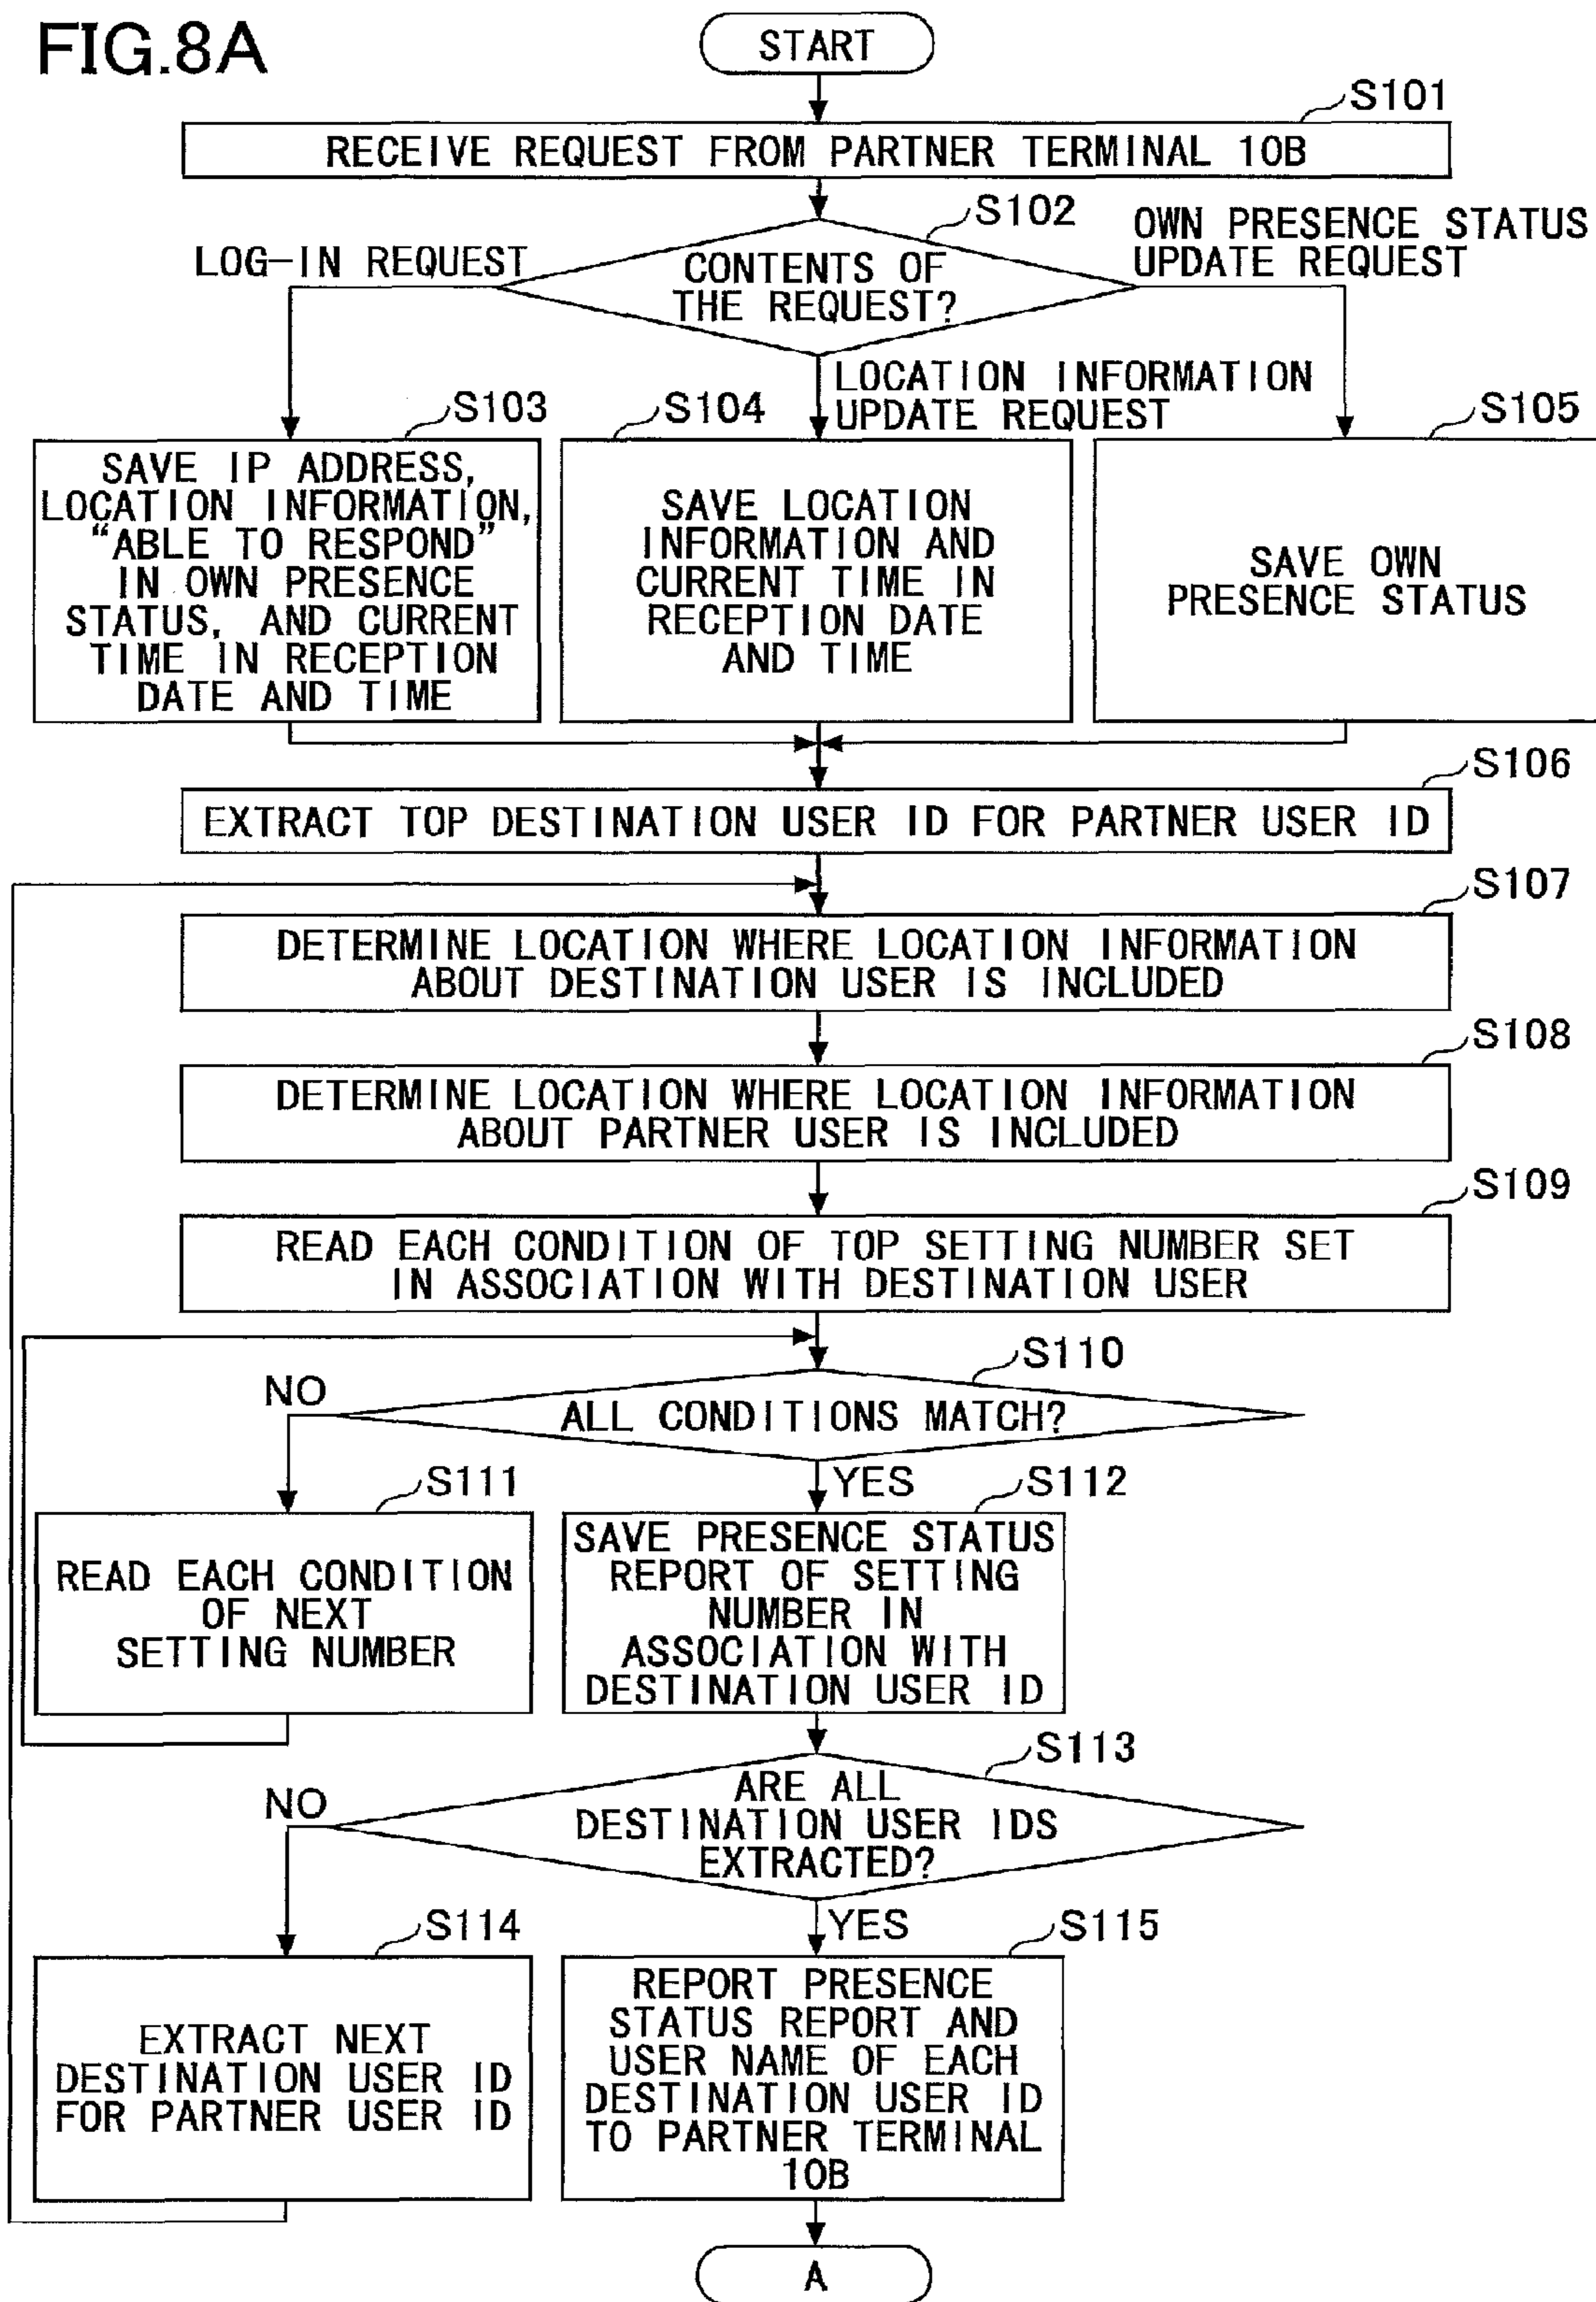 FIG.8A
START
S101
RECEIVE REQUEST FROM PARTNER TERMINAL 10B
S102
LOG-IN REQUEST
CONTENTS OF
THE REQUEST?
OWN PRESENCE STATUS
UPDATE REQUEST
LOCATION INFORMATION
UPDATE REQUEST
S103
SAVE IP ADDRESS,
LOCATION INFORMATION,
“ABLE TO RESPOND”
IN OWN PRESENCE
STATUS, AND CURRENT
TIME IN RECEPTION
DATE AND TIME
S104
SAVE LOCATION
INFORMATION AND
CURRENT TIME IN
RECEPTION DATE
AND TIME
S105
SAVE OWN
PRESENCE STATUS
S106
EXTRACT TOP DESTINATION USER ID FOR PARTNER USER ID
S107
DETERMINE LOCATION WHERE LOCATION INFORMATION
ABOUT DESTINATION USER IS INCLUDED
S108
DETERMINE LOCATION WHERE LOCATION INFORMATION
ABOUT PARTNER USER IS INCLUDED
S109
READ EACH CONDITION OF TOP SETTING NUMBER SET
IN ASSOCIATION WITH DESTINATION USER
S110
NO
ALL CONDITIONS MATCH?
YES
S111
READ EACH CONDITION
OF NEXT
SETTING NUMBER
S112
SAVE PRESENCE STATUS
REPORT OF SETTING
NUMBER IN
ASSOCIATION WITH
DESTINATION USER ID
S113
NO
ARE ALL
DESTINATION USER IDS
EXTRACTED?
YES
S114
EXTRACT NEXT
DESTINATION USER ID
FOR PARTNER USER ID
S115
REPORT PRESENCE
STATUS REPORT AND
USER NAME OF EACH
DESTINATION USER ID
TO PARTNER TERMINAL
10B
A